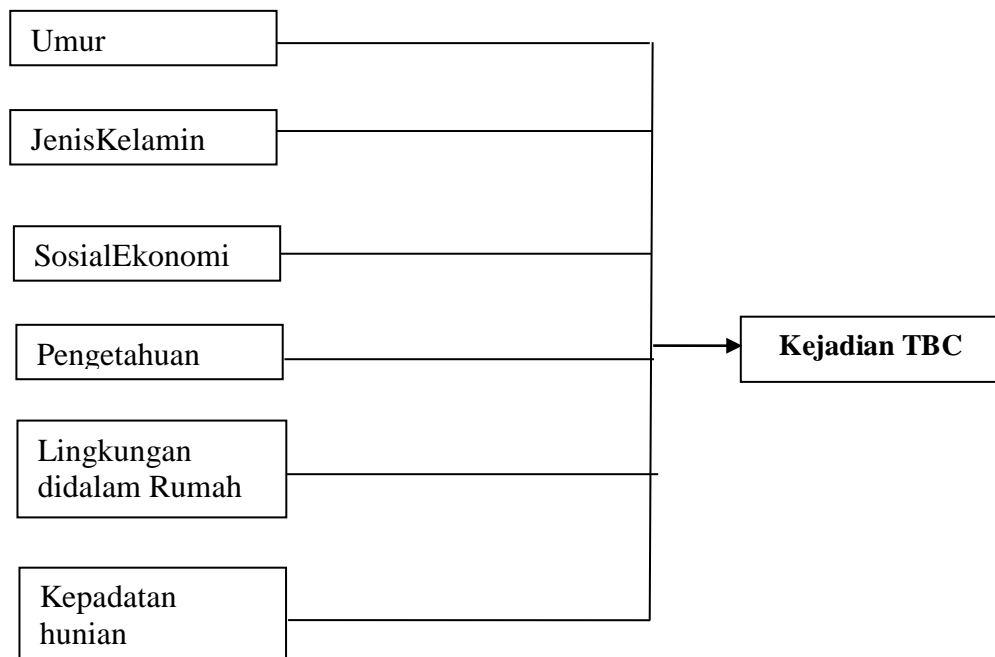 Umur
JenisKelamin
SosialEkonomi
Pengetahuan
Kejadian TBC
Lingkungan
didalam Rumah
Kepadatan
hunian